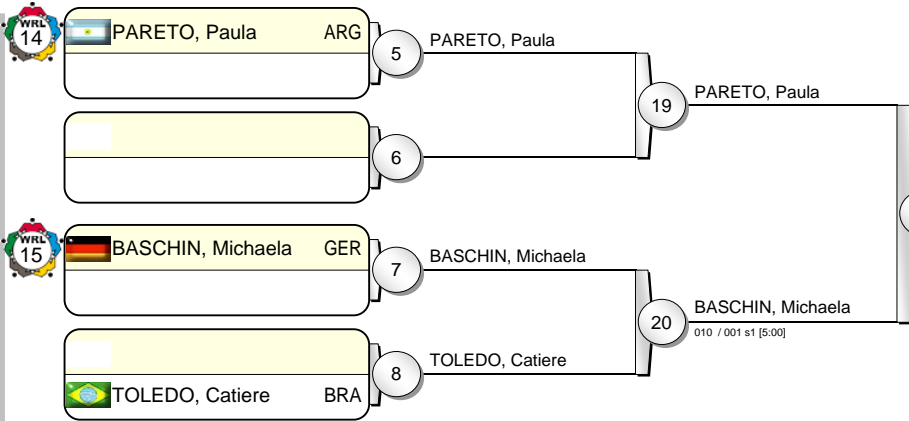 WRL
14
PARETO, Paula ARG
5
PARETO, Paula
19
PARETO, Paula
6
WRL
15
BASCHIN, Michaela GER
7
BASCHIN, Michaela
20
BASCHIN, Michaela
010 / 001 s1 [5:00]
8
TOLEDO, Catiere
TOLEDO, Catiere BRA